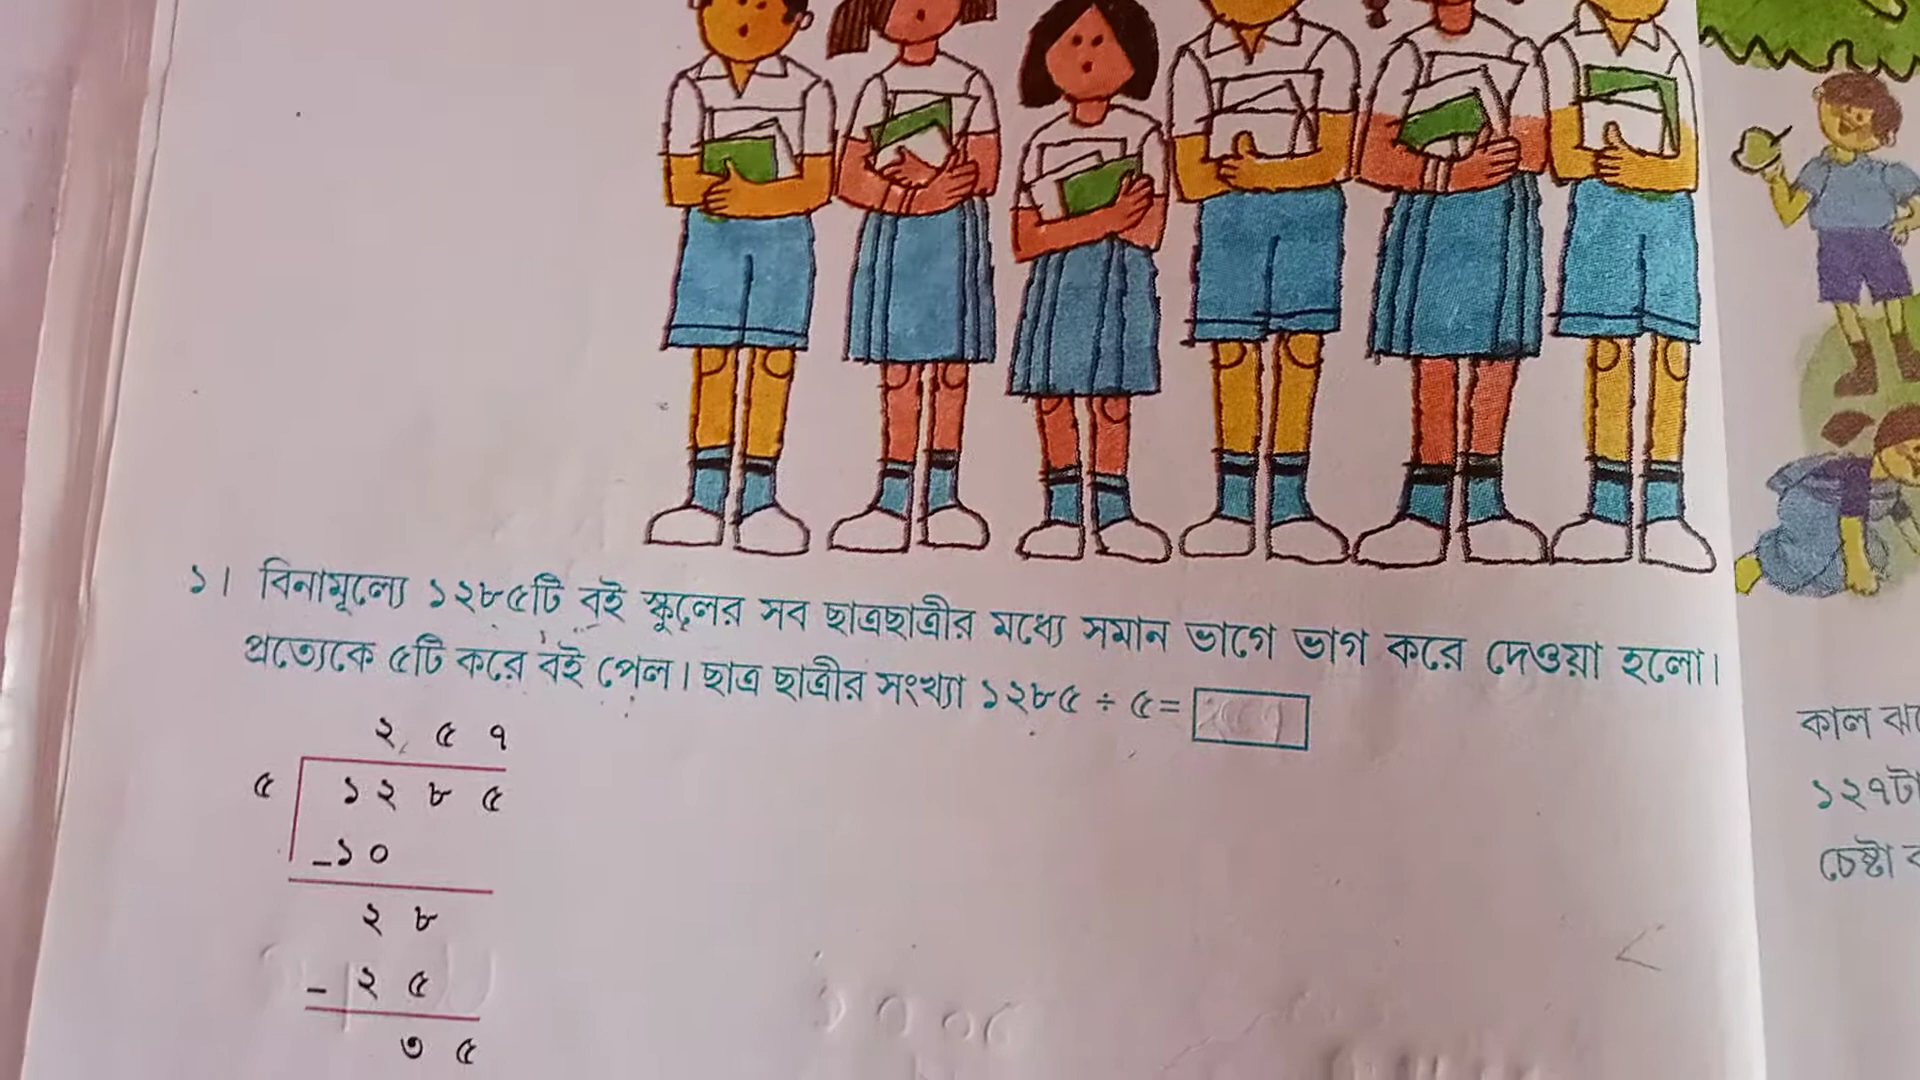 ১। বিনামূল্যে ১২৮৫টি বই স্কুলের সব ছাত্রছাত্রীর মধ্যে সমান ভাগে ভাগ করে দেওয়া হলো।
প্রত্যেকে ৫টি করে বই পেল। ছাত্র ছাত্রীর সংখ্যা ১২৮৫ ÷ ৫=
২ ৫ ৭
৫ ১ ২ ৮ ৫
-১ ০
২ ৮
- ২ ৫
৩ ৫
কাল
১২৭টা
চেষ্টা